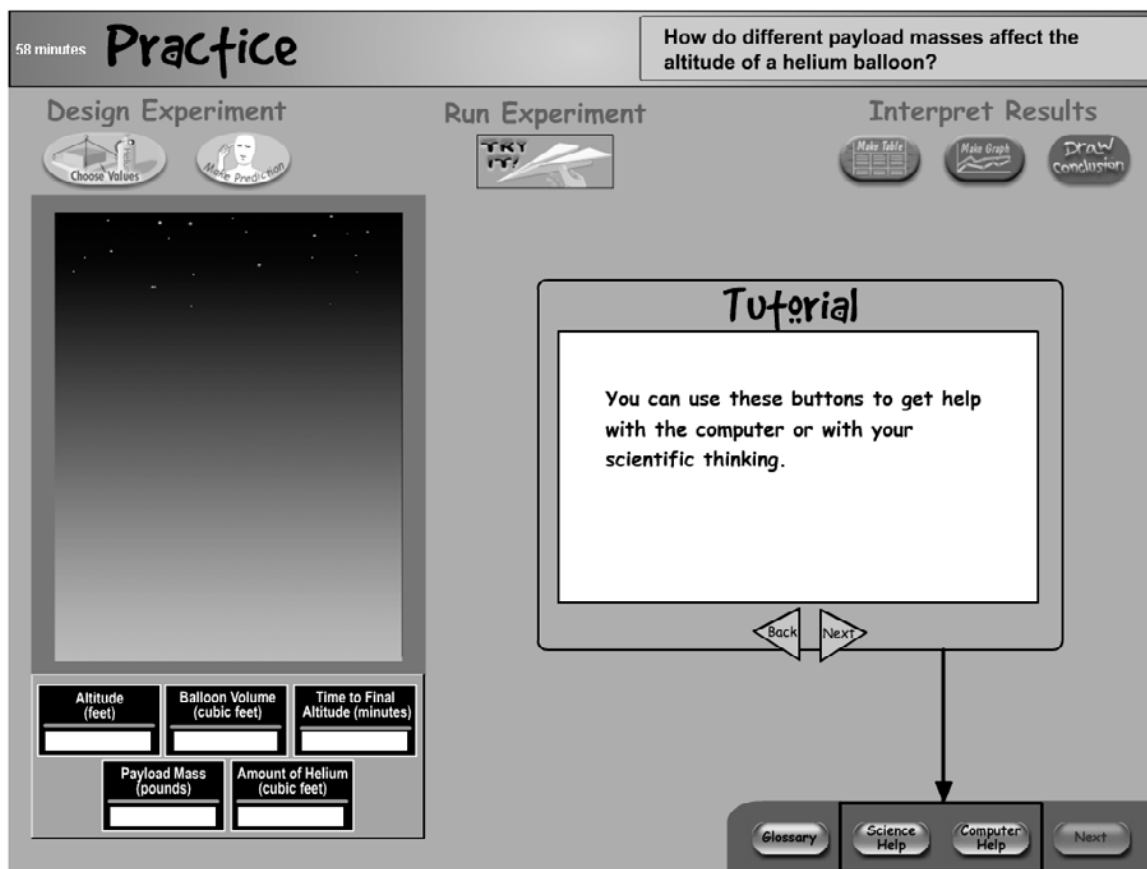 58 minutes
Practice
How do different payload masses affect the
altitude of a helium balloon?
Design Experiment
Run Experiment
Interpret Results
Choose Values
Make Prediction
TRY
IT!
Make Table
Make Graph
Draw
Conclusion
Tutorial
You can use these buttons to get help
with the computer or with your
scientific thinking.
Back
Next
Altitude
(feet)
Balloon Volume
(cubic feet)
Time to Final
Altitude (minutes)
Payload Mass
(pounds)
Amount of Helium
(cubic feet)
Glossary
Science
Help
Computer
Help
Next